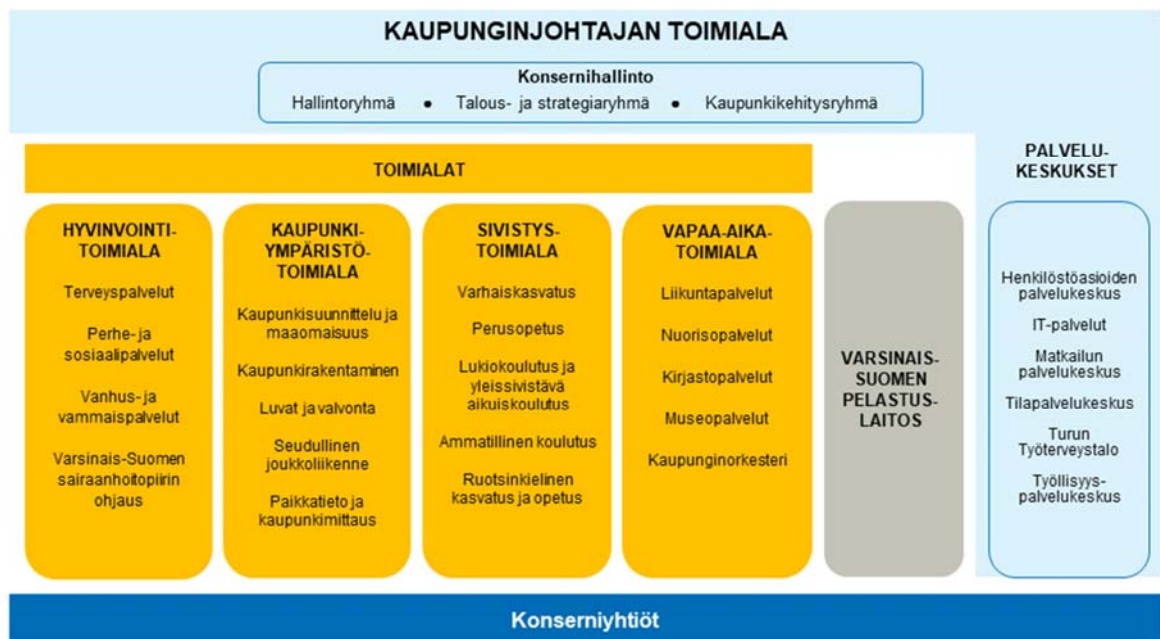 KAUPUNGINJOHTAJAN TOIMIALA
Konsernihallinto
Hallintoryhmä • Talous- ja strategiaryhmä • Kaupunkikehitysryhmä
TOIMIALAT
HYVINVOINTI-
TOIMIALA
Terveyspalvelut
Perhe- ja
sosiaalipalvelut
Vanhus- ja
vammaispalvelut
Varsinais-Suomen
sairaanhoitopiirin
ohjaus
KAUPUNKI-
YMPÄRISTÖ-
TOIMIALA
Kaupunkisuunnittelu ja
maaomaisuus
Kaupunkirakentaminen
Luvat ja valvonta
Seudullinen
joukkoliikenne
Paikkatieto ja
kaupunkimittaus
SIVISTYS-
TOIMIALA
Varhaiskasvatus
Perusopetus
Lukiokoulutus ja
yleissivistävä
aikuiskoulutus
Ammatillinen koulutus
Ruotsinkielinen
kasvatus ja opetus
VAPAA-AIKA-
TOIMIALA
Liikuntapalvelut
Nuorisopalvelut
Kirjastopalvelut
Museopalvelut
Kaupunginorkesteri
VARSINAIS-
SUOMEN
PELASTUS-
LAITOS
PALVELU-
KESKUKSET
Henkilöstöasioiden
palvelukeskus
IT-palvelut
Matkailun
palvelukeskus
Tilapalvelukeskus
Turun
Työterveystalo
Työllisyys-
palvelukeskus
Konserniyhtiöt